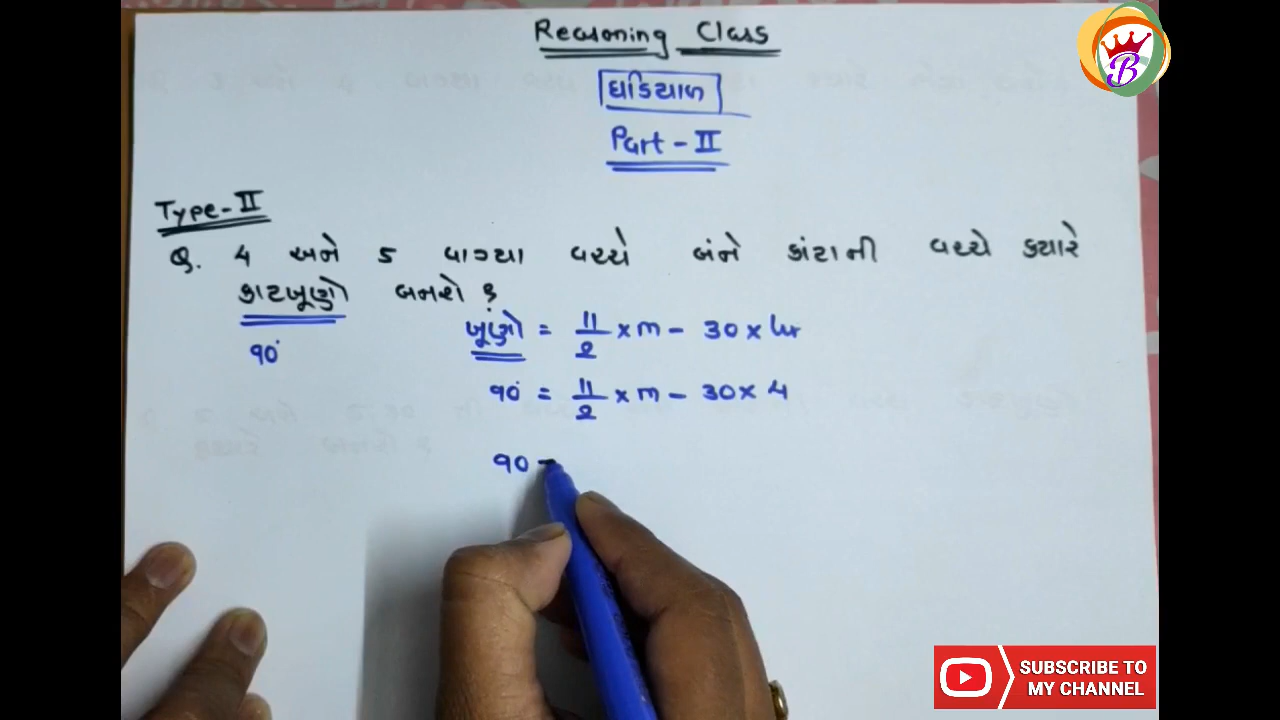 Reasoning Class
ઘડિયાળ
Part - II
Type - II
Q. 4 અને 5 વાગ્યા વચ્ચે બંને કાંટાની વચ્ચે ક્યારે
કાટખૂણો બનશે ?
90°
ખૂણો = 11/2 × m - 30 × hr
90° = 11/2 × m - 30 × 4
90 =
B
SUBSCRIBE TO
MY CHANNEL